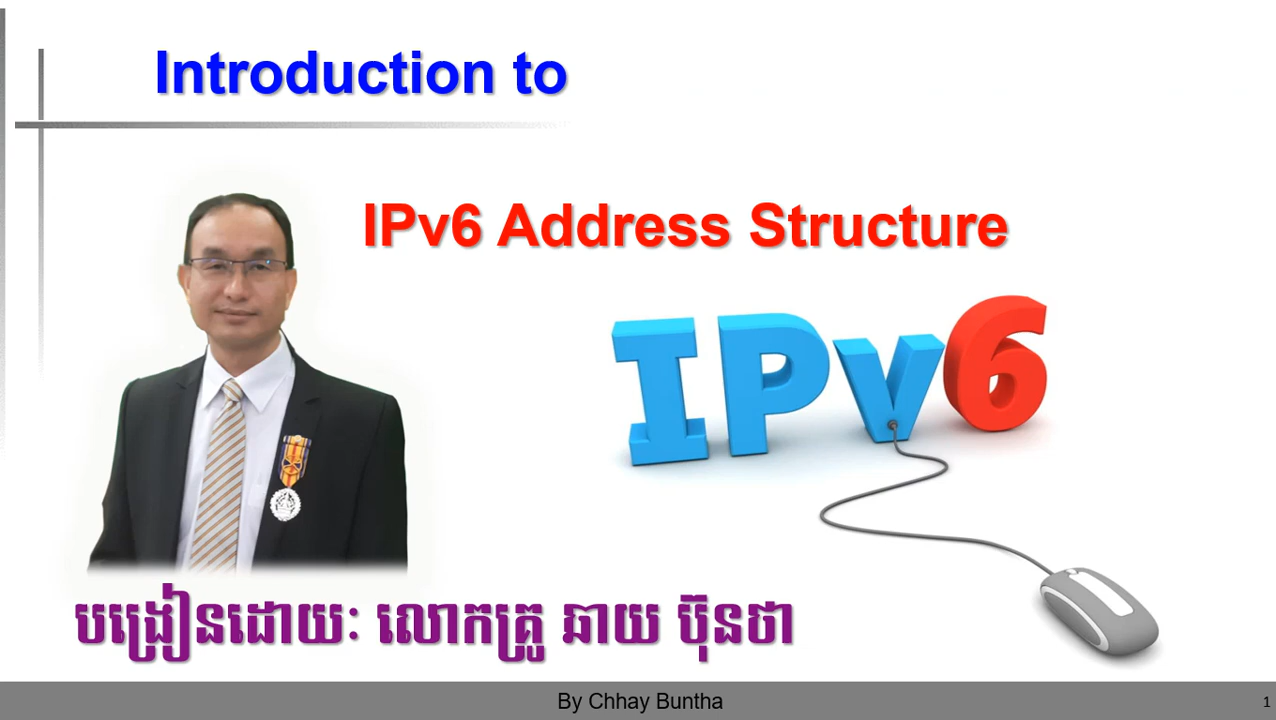 Introduction to
IPv6 Address Structure
IPv6
បង្រៀនដោយៈ លោកគ្រូ ឆាយ ប៊ុនថា
By Chhay Buntha
1